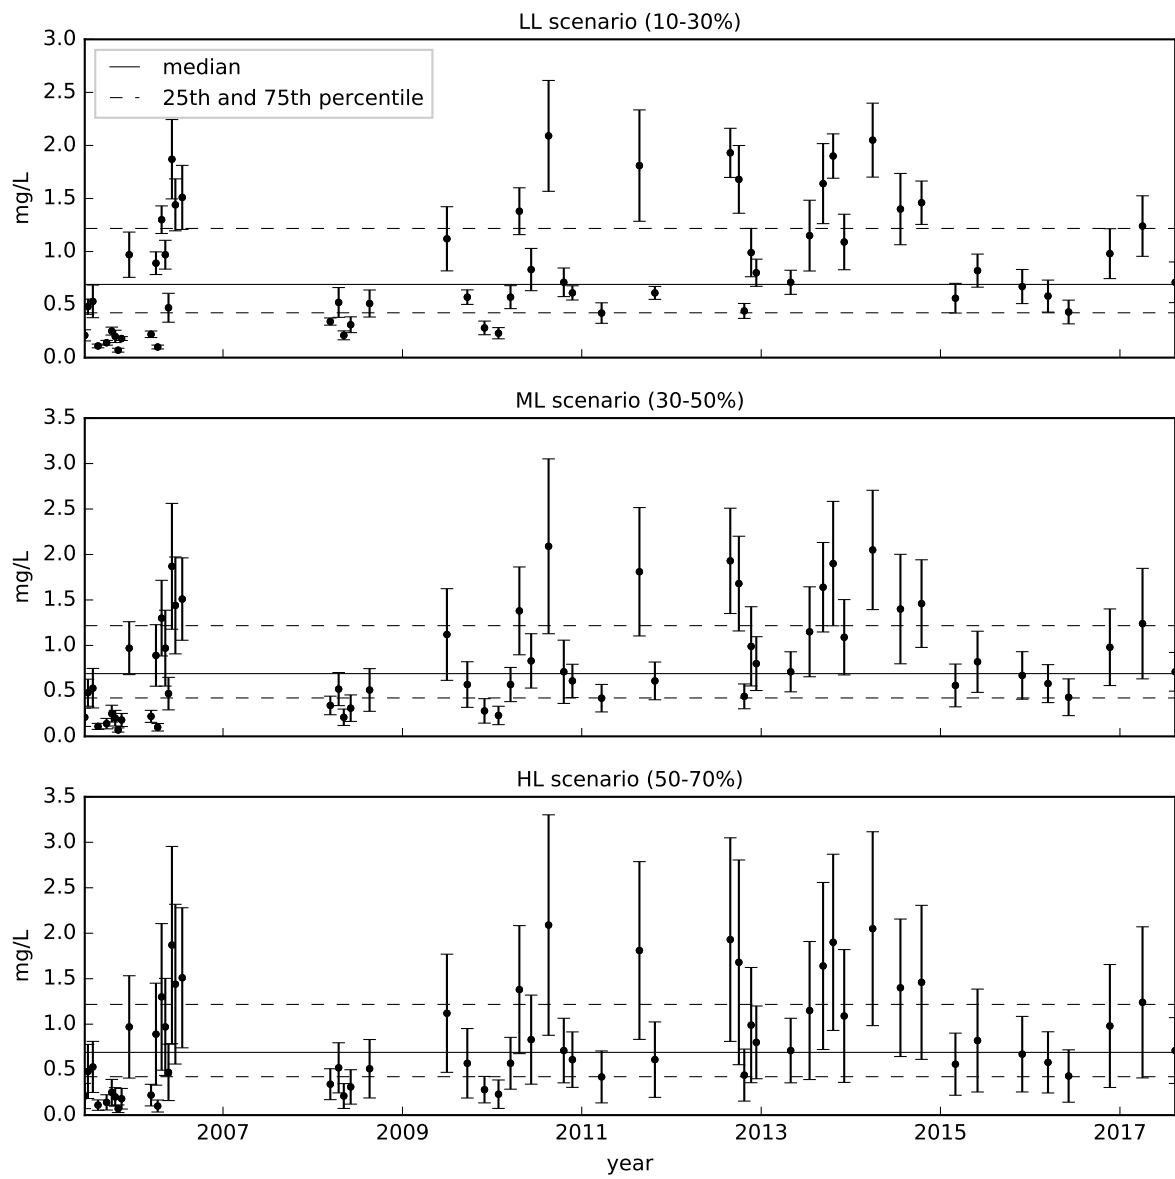 LL scenario (10-30%)
3.0
2.5
2.0
1.5
1.0
0.5
0.0
mg/L
median
25th and 75th percentile
ML scenario (30-50%)
3.5
3.0
2.5
2.0
1.5
1.0
0.5
0.0
mg/L
HL scenario (50-70%)
3.5
3.0
2.5
2.0
1.5
1.0
0.5
0.0
mg/L
2007 2009 2011 2013 2015 2017
year